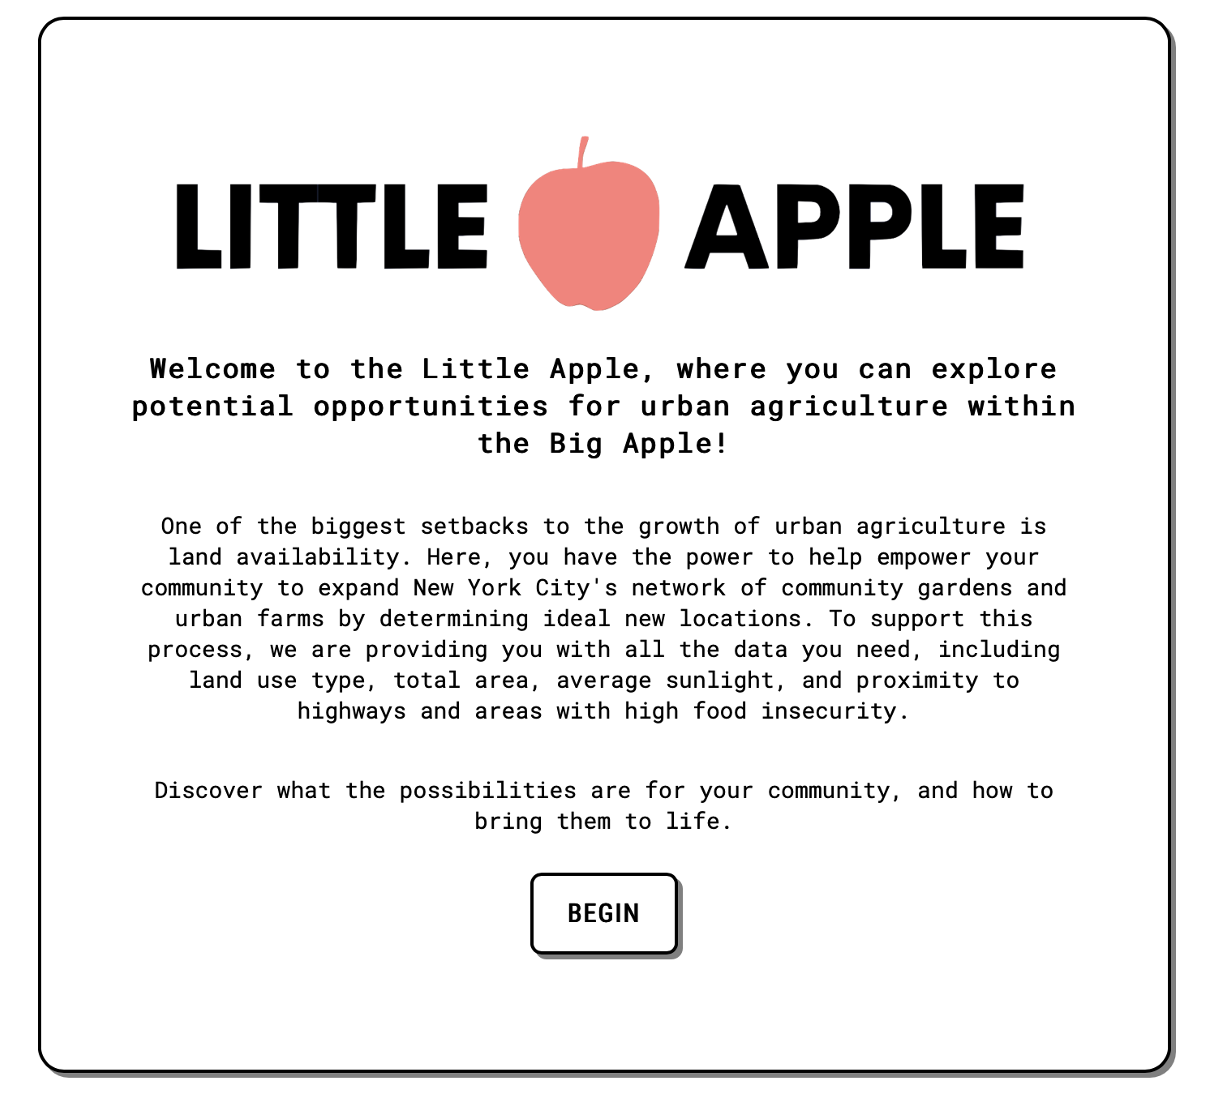 LITTLE APPLE
Welcome to the Little Apple, where you can explore
potential opportunities for urban agriculture within
the Big Apple!
One of the biggest setbacks to the growth of urban agriculture is
land availability. Here, you have the power to help empower your
community to expand New York City's network of community gardens and
urban farms by determining ideal new locations. To support this
process, we are providing you with all the data you need, including
land use type, total area, average sunlight, and proximity to
highways and areas with high food insecurity.
Discover what the possibilities are for your community, and how to
bring them to life.
BEGIN